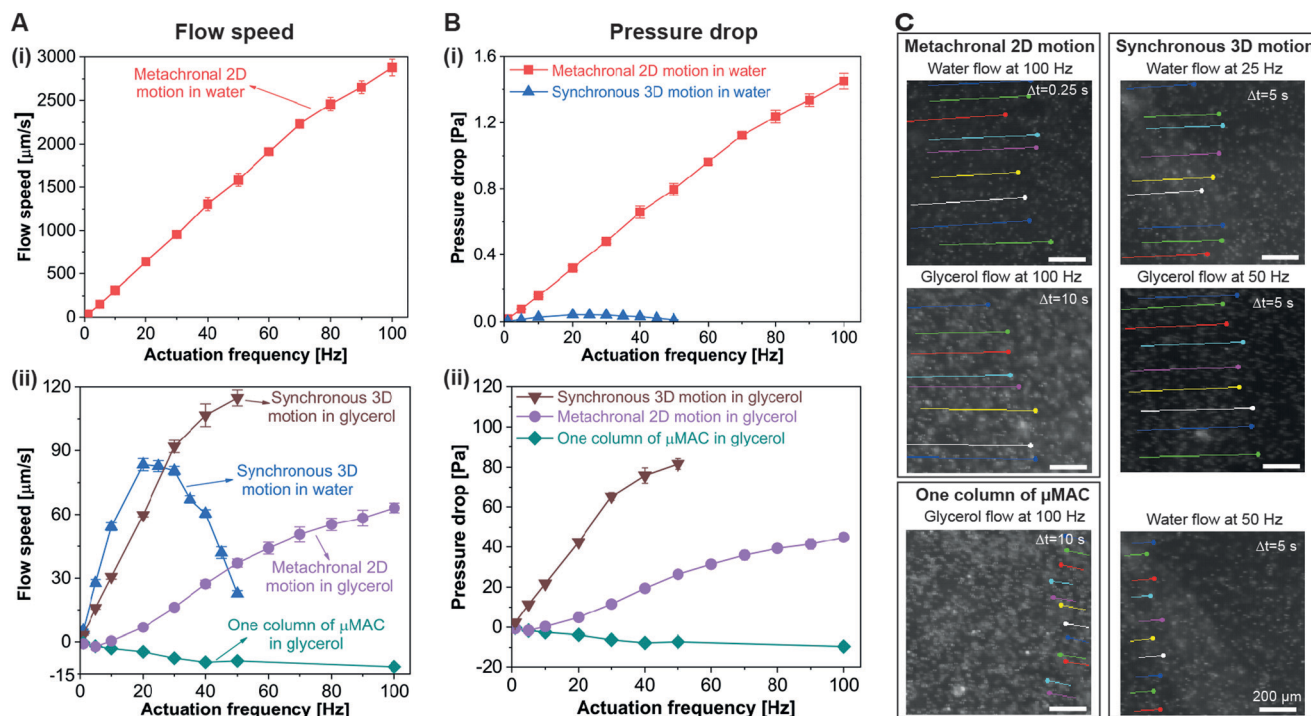 A
Flow speed
(i)
3000
2500
2000
1500
1000
500
0
Flow speed [μm/s]
Metachronal 2D
motion in water
0
20
40
60
80
100
Actuation frequency [Hz]
(ii)
120
90
60
30
0
-15
Flow speed [μm/s]
Synchronous 3D
motion in glycerol
Synchronous 3D
motion in water
Metachronal 2D
motion in glycerol
One column of μMAC
in glycerol
0
20
40
60
80
100
Actuation frequency [Hz]
B
Pressure drop
(i)
1.6
1.2
0.8
0.4
0.0
Pressure drop [Pa]
Metachronal 2D motion in water
Synchronous 3D motion in water
0
20
40
60
80
100
Actuation frequency [Hz]
(ii)
120
100
80
60
40
20
0
-20
Pressure drop [Pa]
Synchronous 3D motion in glycerol
Metachronal 2D motion in glycerol
One column of μMAC in glycerol
0
20
40
60
80
100
Actuation frequency [Hz]
C
Metachronal 2D motion
Water flow at 100 Hz
Δt=0.25 s
Glycerol flow at 100 Hz
Δt=10 s
One column of μMAC
Glycerol flow at 100 Hz
Δt=10 s
Synchronous 3D motion
Water flow at 25 Hz
Δt=5 s
Glycerol flow at 50 Hz
Δt=5 s
Water flow at 50 Hz
Δt=5 s
200 μm